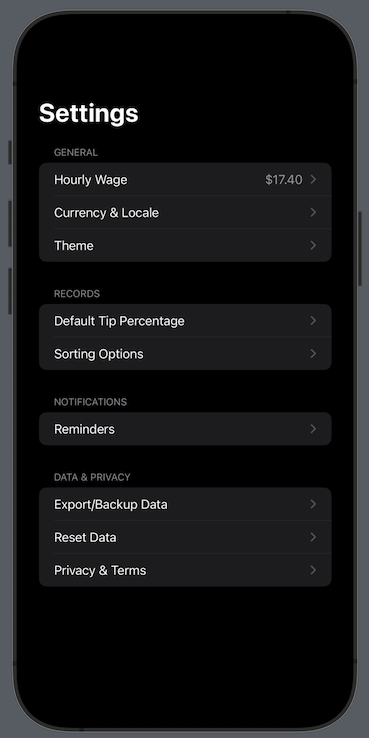 Settings
GENERAL
Hourly Wage $17.40
Currency & Locale
Theme
RECORDS
Default Tip Percentage
Sorting Options
NOTIFICATIONS
Reminders
DATA & PRIVACY
Export/Backup Data
Reset Data
Privacy & Terms